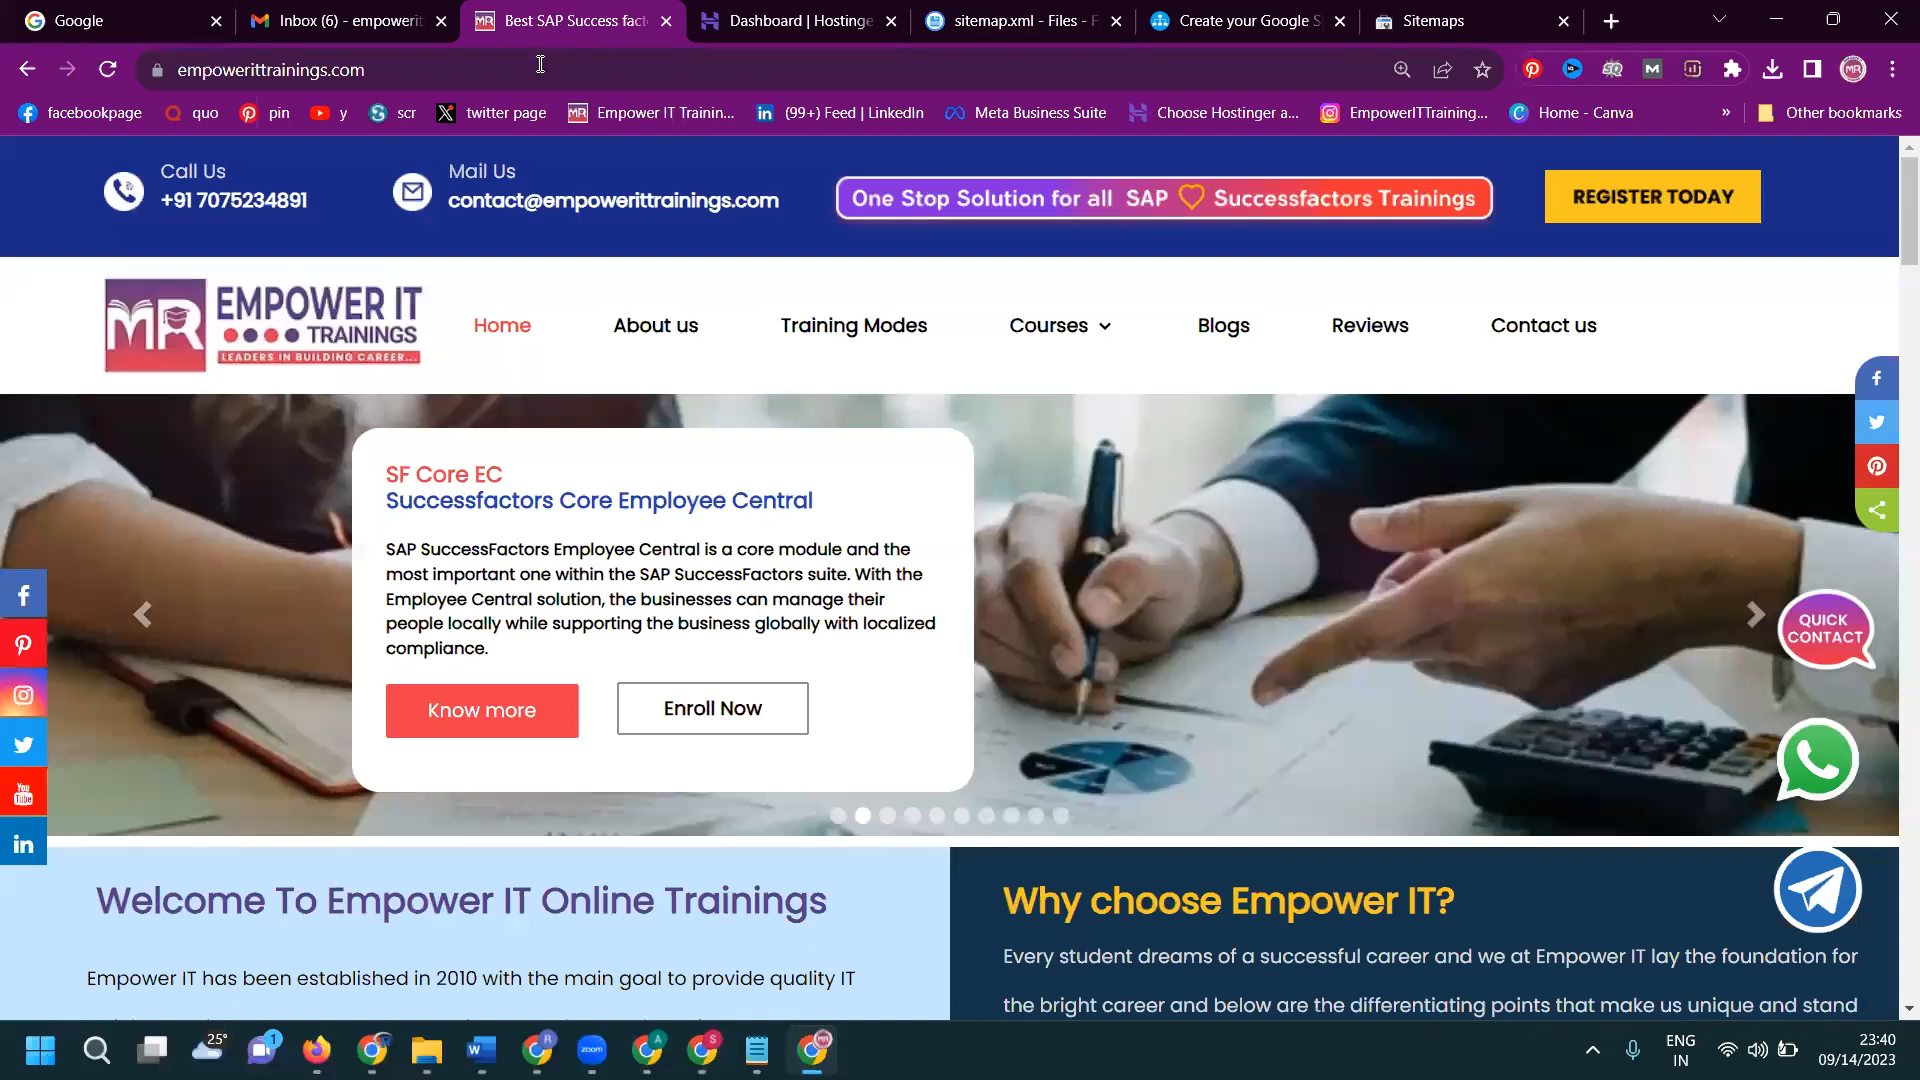 Google
Inbox (6) - empowerit
Best SAP Success fact
Dashboard | Hostinge
sitemap.xml - Files - F
Create your Google S
Sitemaps
empowerittrainings.com
facebookpage
quo
pin
y
scr
twitter page
Empower IT Trainin...
(99+) Feed | LinkedIn
Meta Business Suite
Choose Hostinger a...
EmpowerITTraining...
Home - Canva
»
Other bookmarks
Call Us
+91 7075234891
Mail Us
contact@empowerittrainings.com
One Stop Solution for all SAP Successfactors Trainings
REGISTER TODAY
MR
EMPOWER IT
TRAININGS
LEADERS IN BUILDING CAREER...
Home
About us
Training Modes
Courses
Blogs
Reviews
Contact us
SF Core EC
Successfactors Core Employee Central
SAP SuccessFactors Employee Central is a core module and the
most important one within the SAP SuccessFactors suite. With the
Employee Central solution, the businesses can manage their
people locally while supporting the business globally with localized
compliance.
Know more
Enroll Now
QUICK
CONTACT
Welcome To Empower IT Online Trainings
Empower IT has been established in 2010 with the main goal to provide quality IT
Why choose Empower IT?
Every student dreams of a successful career and we at Empower IT lay the foundation for
the bright career and below are the differentiating points that make us unique and stand
25°
1
zoom
ENG
IN
23:40
09/14/2023